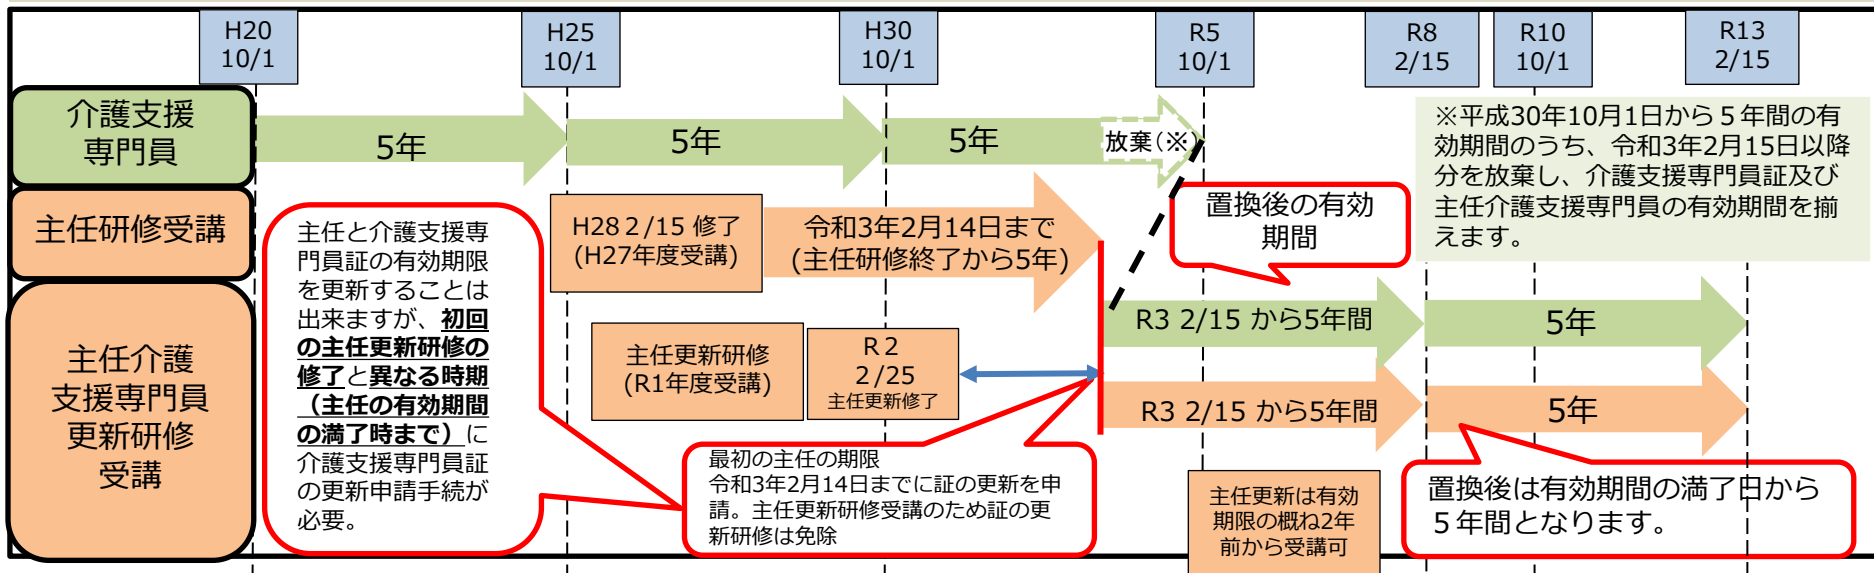 H20
10/1
H25
10/1
H30
10/1
R5
10/1
R8
2/15
R10
10/1
R13
2/15
介護支援
専門員
5年
5年
5年
放棄(※)
※平成30年10月1日から５年間の有
効期間のうち、令和3年2月15日以降
分を放棄し、介護支援専門員証及び
主任介護支援専門員の有効期間を揃
えます。
主任研修受講
H28２/15 修了
(H27年度受講)
令和3年2月14日まで
(主任研修終了から5年)
置換後の有効
期間
主任と介護支援専
門員証の有効期限
を更新することは
出来ますが、初回
の主任更新研修の
修了と異なる時期
（主任の有効期間
の満了時まで）に
介護支援専門員証
の更新申請手続が
必要。
主任介護
支援専門員
更新研修
受講
主任更新研修
(R1年度受講)
R２
２/25
主任更新修了
R3 2/15 から5年間
5年
R3 2/15 から5年間
5年
最初の主任の期限
令和3年2月14日までに証の更新を申
請。主任更新研修受講のため証の更
新研修は免除
主任更新は有効
期限の概ね2年
前から受講可
置換後は有効期間の満了日から
５年間となります。